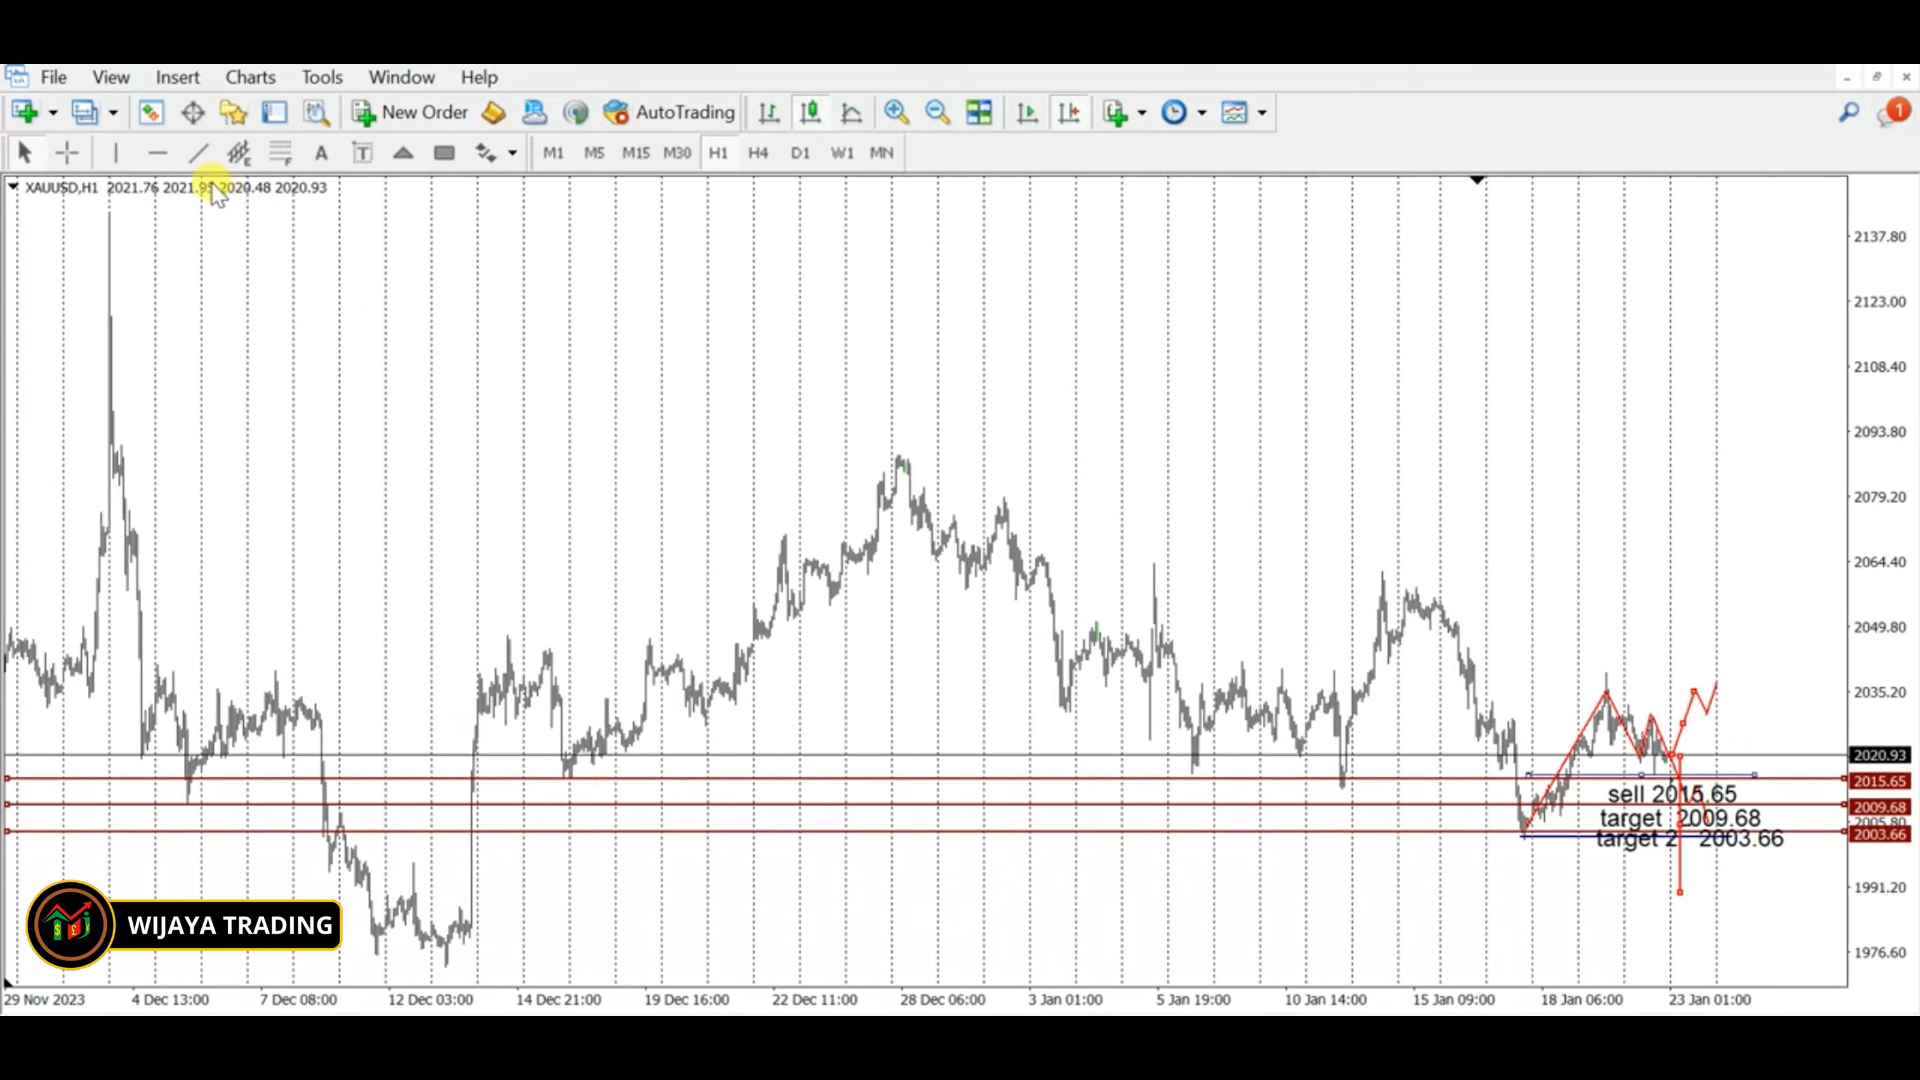 File View Insert Charts Tools Window Help
New Order AutoTrading 1
A T M1 M5 M15 M30 H1 H4 D1 W1 MN
XAUUSD,H1 2021.76 2021.95 2020.48 2020.93
2137.80
2123.00
2108.40
2093.80
2079.20
2064.40
2049.80
2035.20
2020.93
2015.65
sell 2015.65
2009.68
target 2009.68
2005.80
2003.66
target 2 2003.66
1991.20
WIJAYA TRADING
1976.60
29 Nov 2023 4 Dec 13:00 7 Dec 08:00 12 Dec 03:00 14 Dec 21:00 19 Dec 16:00 22 Dec 11:00 28 Dec 06:00 3 Jan 01:00 5 Jan 19:00 10 Jan 14:00 15 Jan 09:00 18 Jan 06:00 23 Jan 01:00